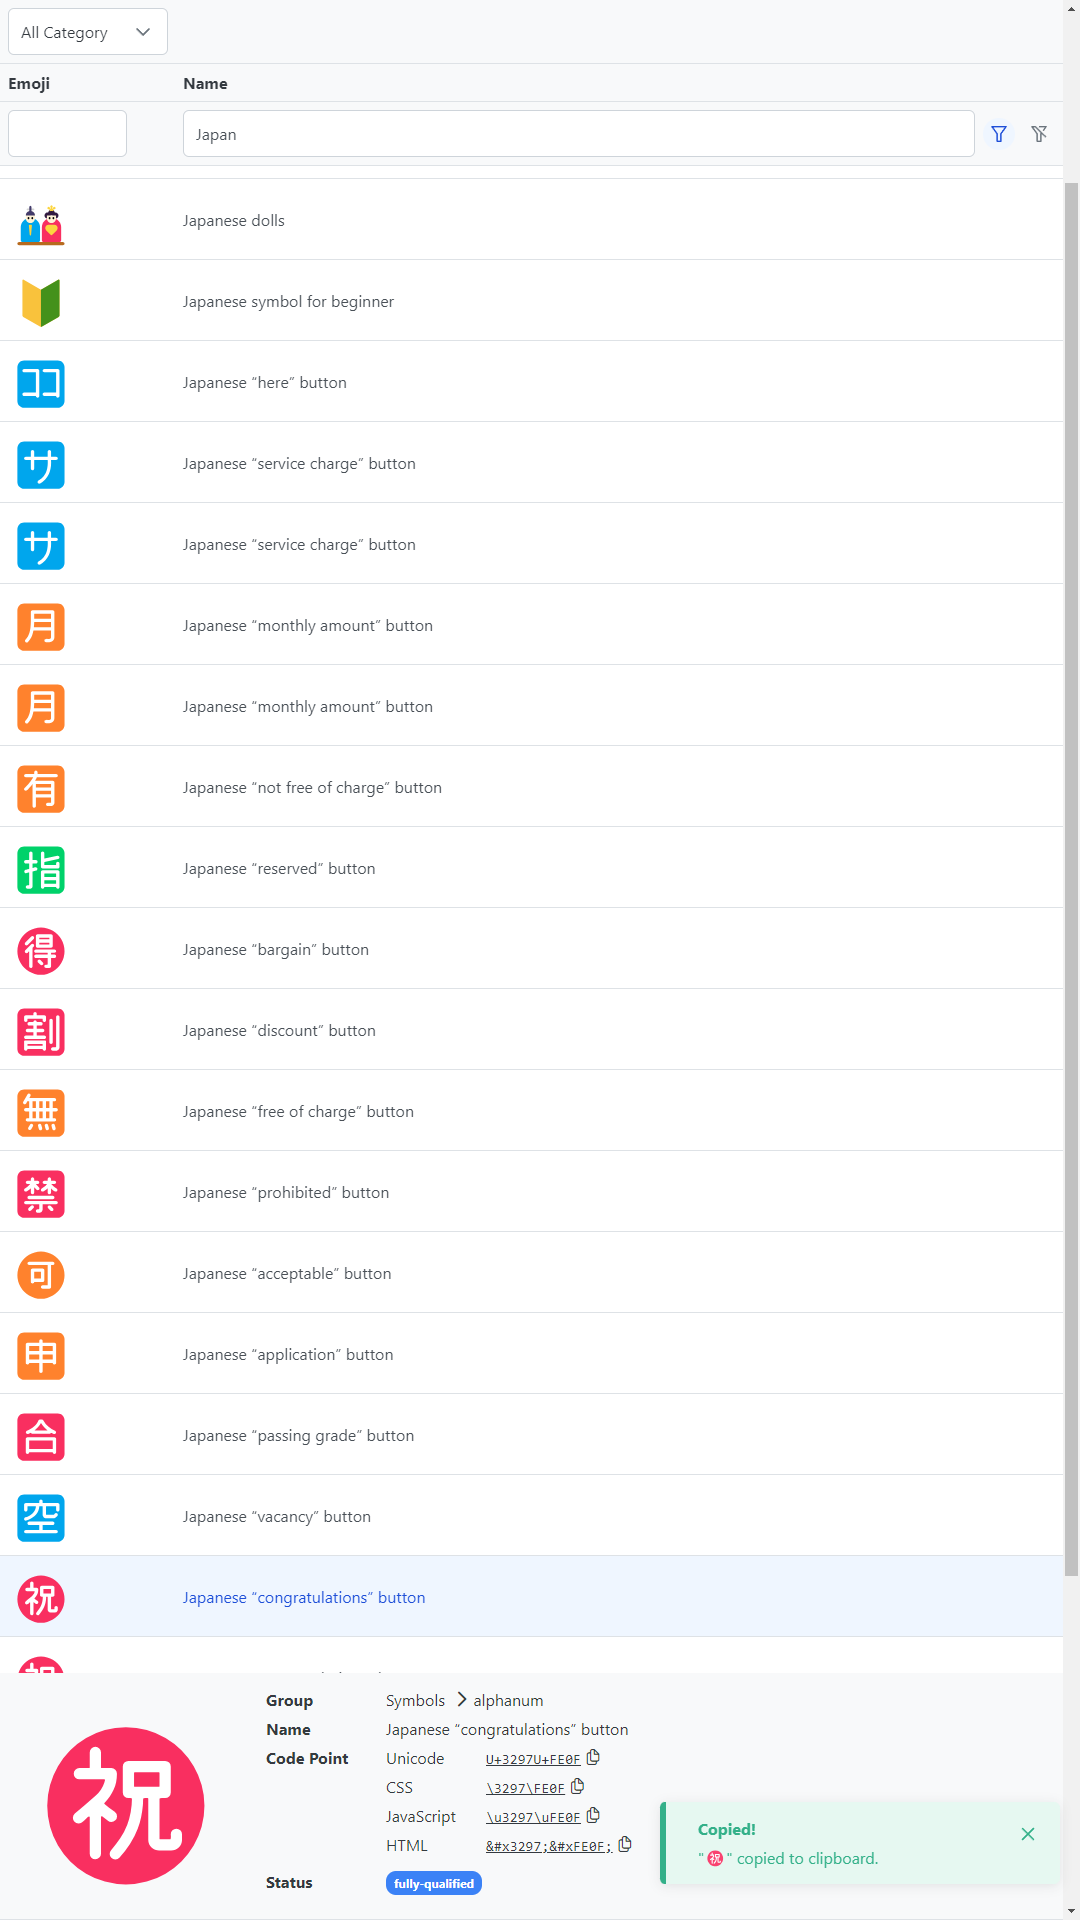 All Category
Emoji Name
Japan
Japanese dolls
Japanese symbol for beginner
ココ Japanese “here” button
サ Japanese “service charge” button
サ Japanese “service charge” button
月 Japanese “monthly amount” button
月 Japanese “monthly amount” button
有 Japanese “not free of charge” button
指 Japanese “reserved” button
得 Japanese “bargain” button
割 Japanese “discount” button
無 Japanese “free of charge” button
禁 Japanese “prohibited” button
可 Japanese “acceptable” button
申 Japanese “application” button
合 Japanese “passing grade” button
空 Japanese “vacancy” button
祝 Japanese “congratulations” button
祝
Group Symbols > alphanum
Name Japanese “congratulations” button
Code Point Unicode U+3297U+FE0F
CSS \3297\FE0F
JavaScript \u3297\uFE0F
HTML &#x3297;&#xFE0F;
Status fully-qualified
Copied!
"㊗️" copied to clipboard.